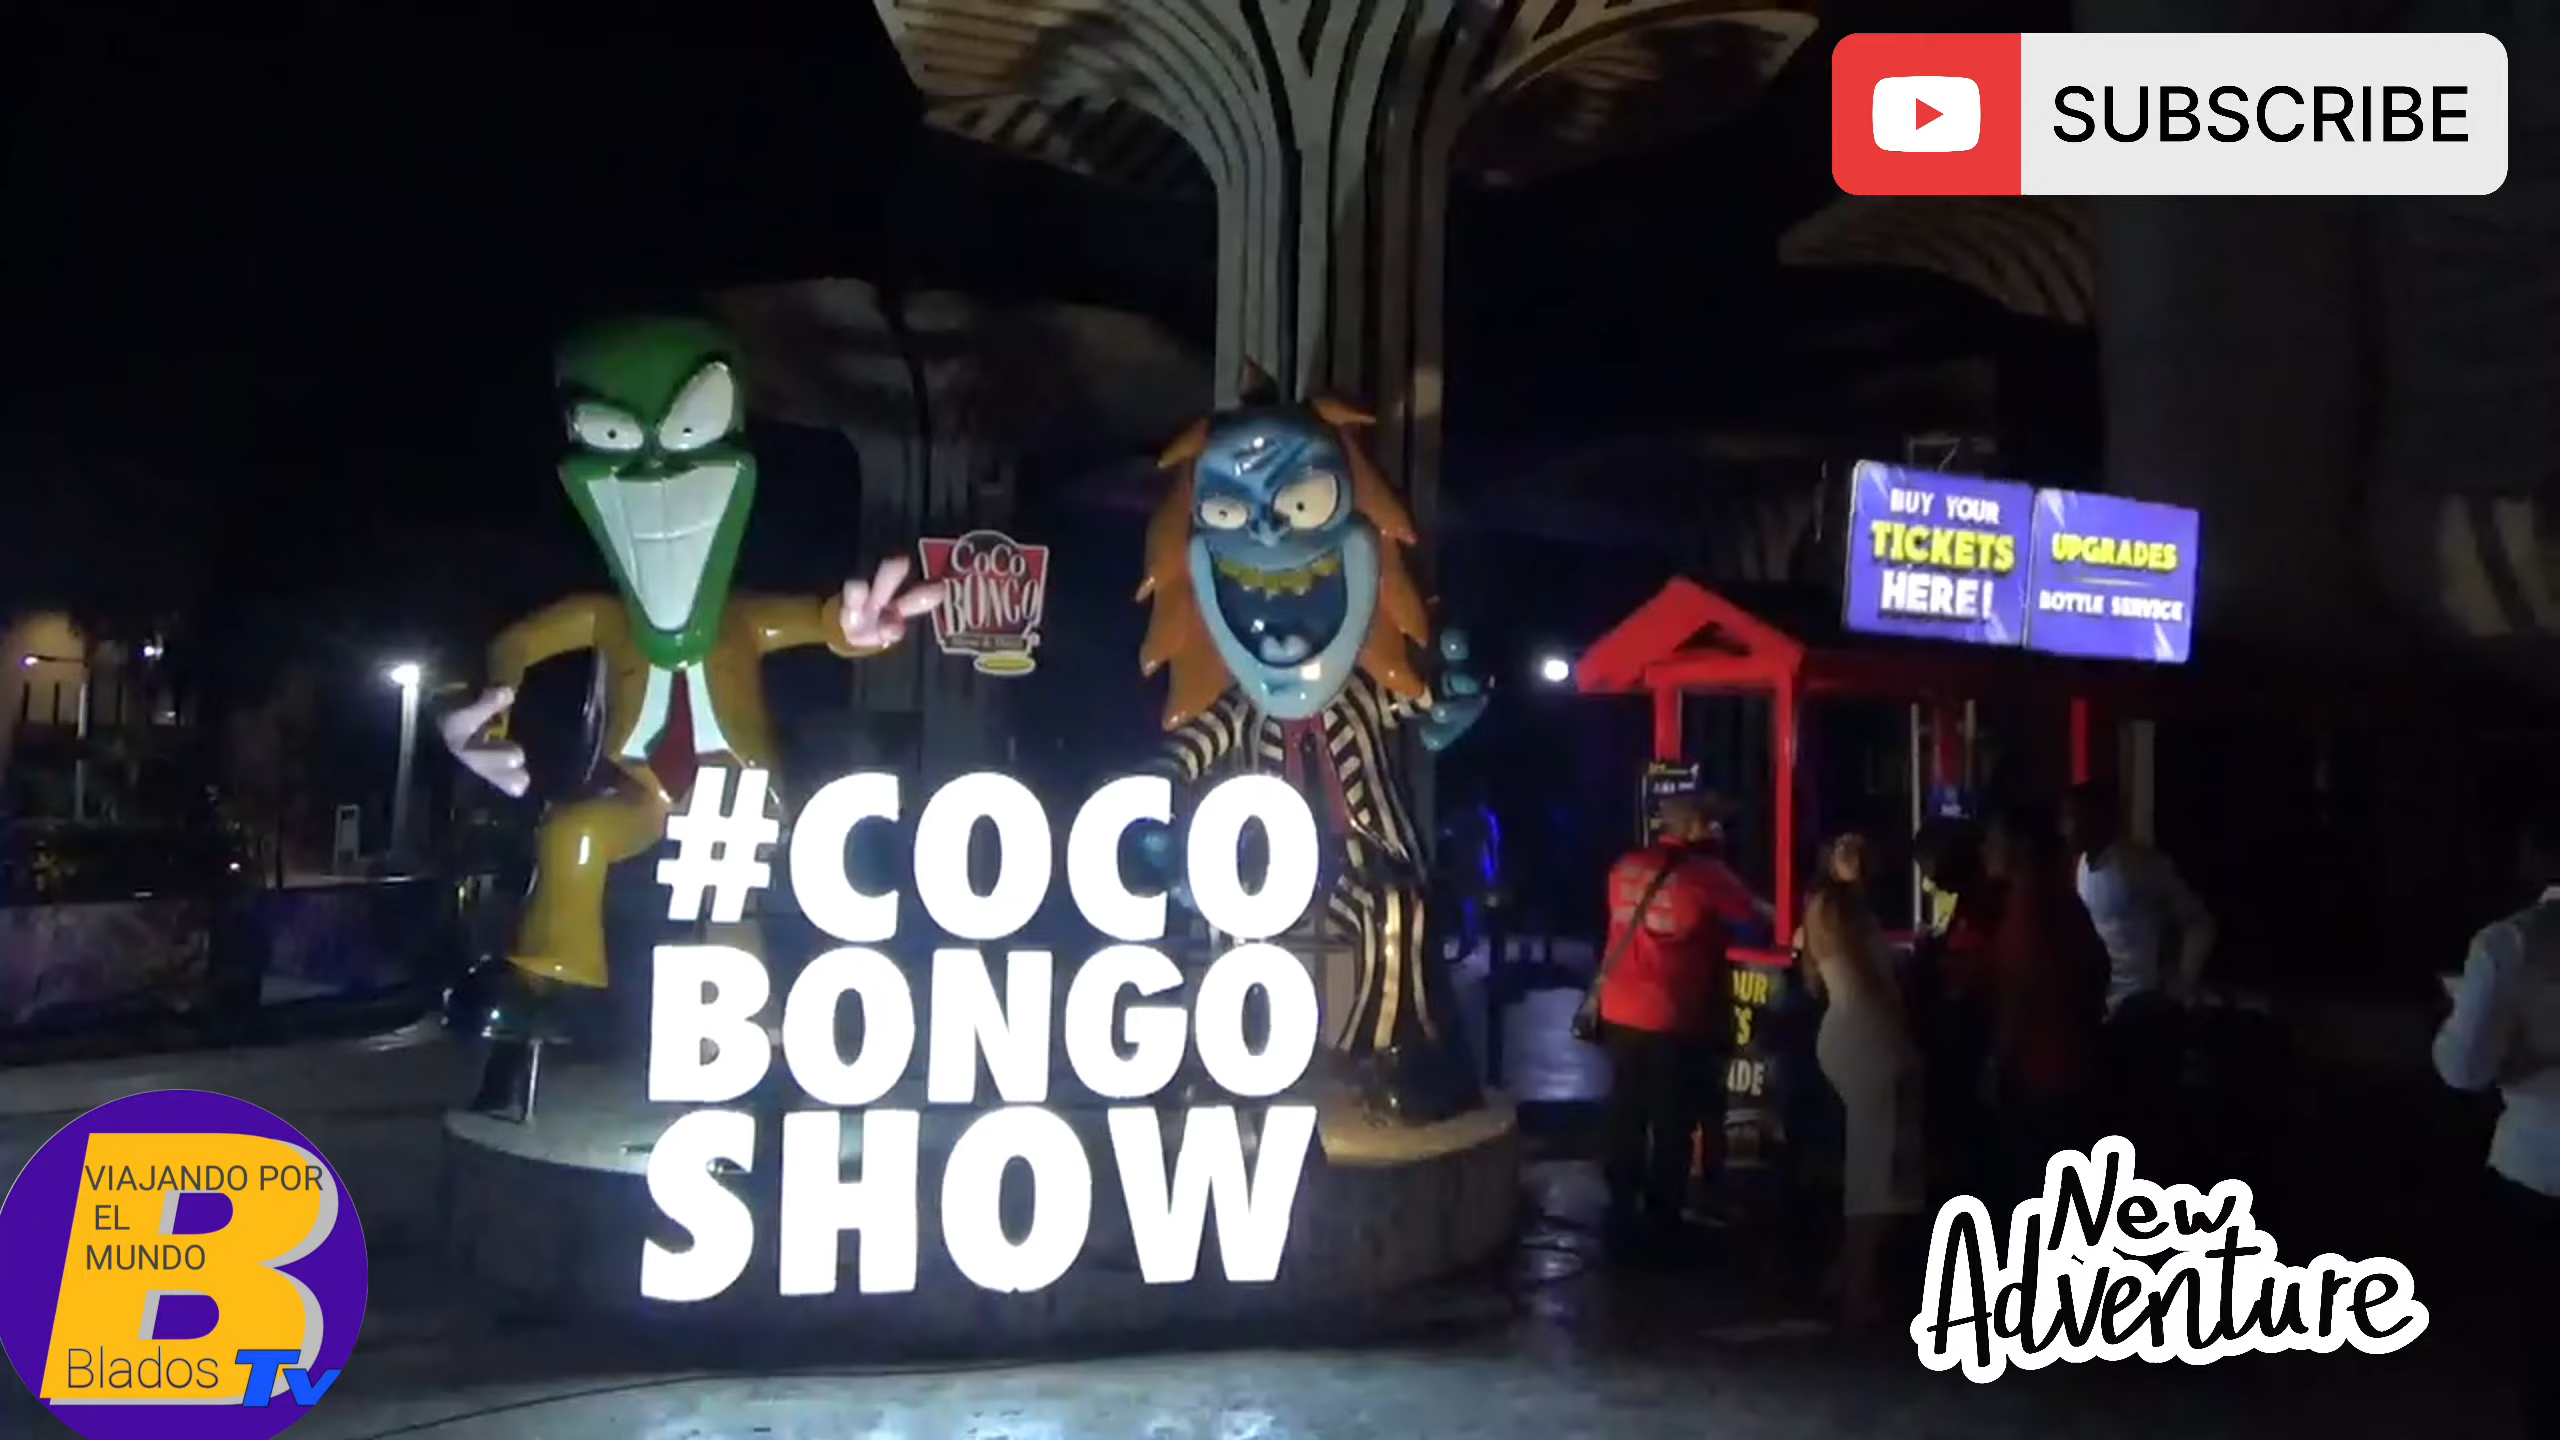 SUBSCRIBE
BUY YOUR
TICKETS
HERE!
UPGRADES
BOTTLE SERVICE
COCO
BONGO!
#COCO
BONGO
SHOW
VIAJANDO POR
EL
MUNDO
Blados Tv
New
Adventure